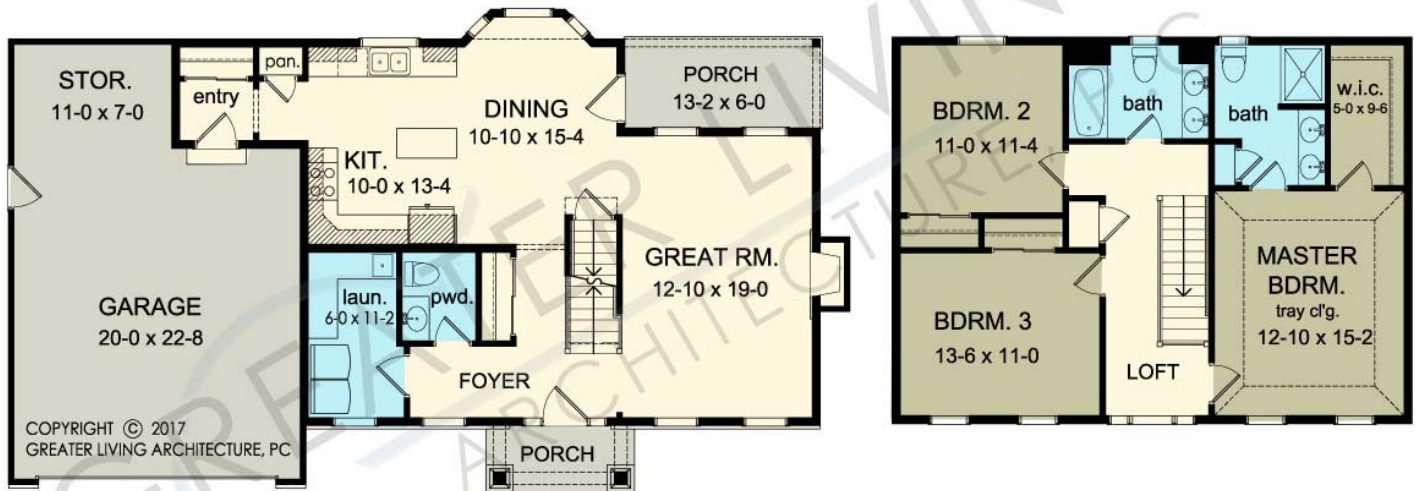 STOR.
11-0 x 7-0
entry
pan.
DINING
10-10 x 15-4
PORCH
13-2 x 6-0
KIT.
10-0 x 13-4
GREAT RM.
12-10 x 19-0
GARAGE
20-0 x 22-8
laun.
6-0 x 11-2
pwd.
FOYER
PORCH
COPYRIGHT © 2017
GREATER LIVING ARCHITECTURE, PC
BDRM. 2
11-0 x 11-4
bath
bath
w.i.c.
5-0 x 9-6
BDRM. 3
13-6 x 11-0
LOFT
MASTER
BDRM.
tray cl'g.
12-10 x 15-2
GREATER LIVING
ARCHITECTURE, P.C.